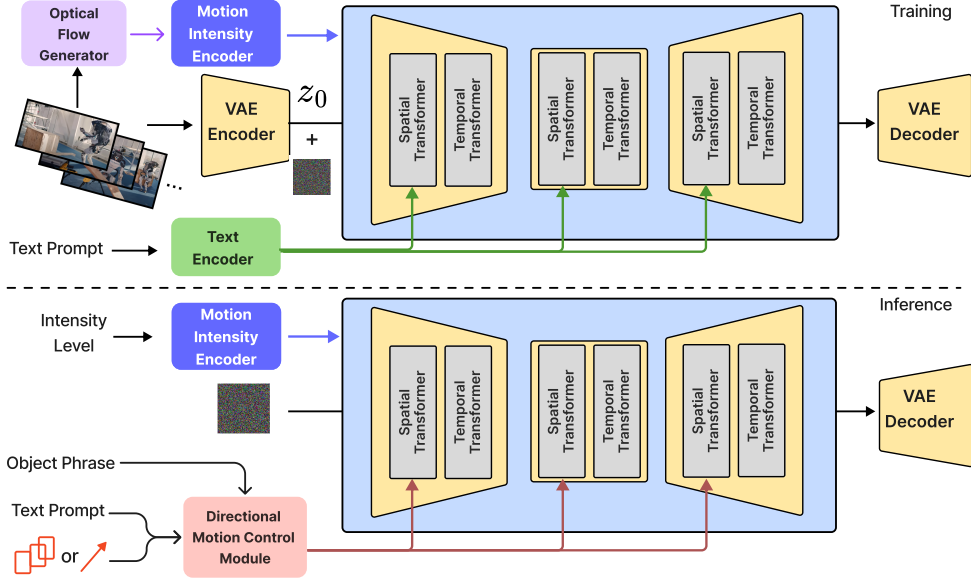 Optical
Flow
Generator
Motion
Intensity
Encoder
Training
VAE
Encoder
z0
+
Spatial
Transformer
Temporal
Transformer
Spatial
Transformer
Temporal
Transformer
Spatial
Transformer
Temporal
Transformer
VAE
Decoder
...
Text Prompt
Text
Encoder
Inference
Intensity
Level
Motion
Intensity
Encoder
Spatial
Transformer
Temporal
Transformer
Spatial
Transformer
Temporal
Transformer
Spatial
Transformer
Temporal
Transformer
VAE
Decoder
Object Phrase
Text Prompt
or
Directional
Motion Control
Module